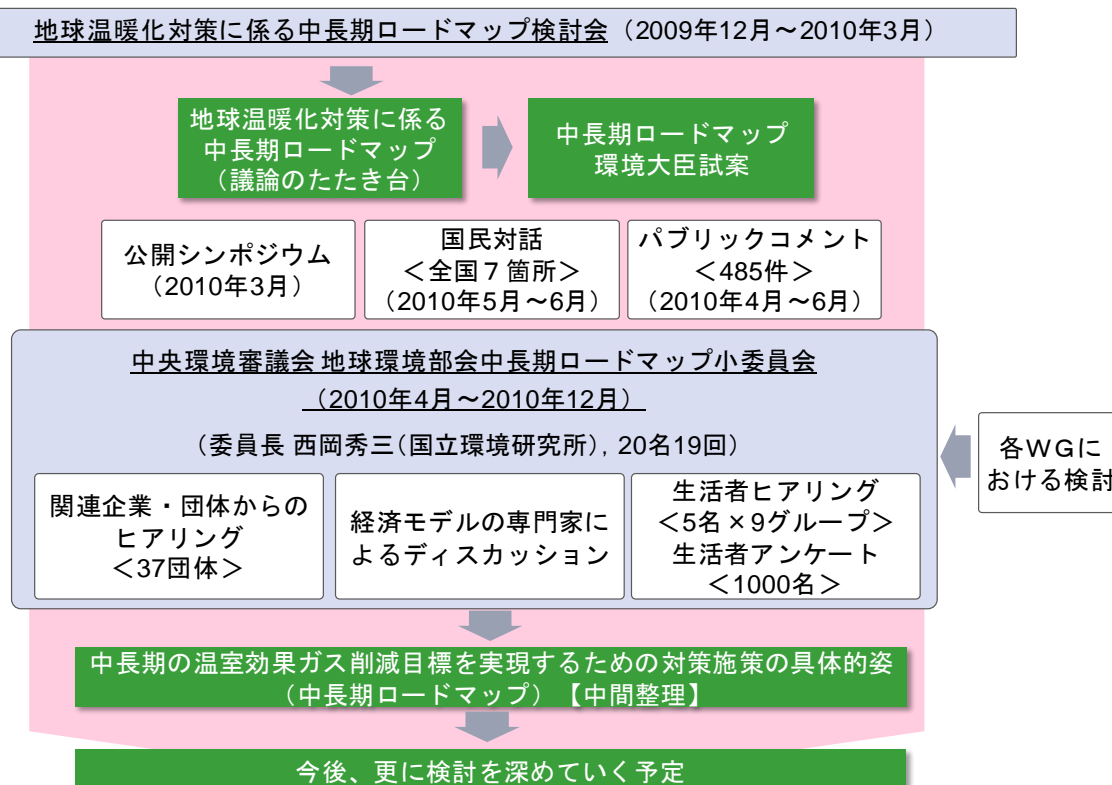 地球温暖化対策に係る中長期ロードマップ検討会（2009年12月～2010年3月）
地球温暖化対策に係る
中長期ロードマップ
（議論のたたき台）
中長期ロードマップ
環境大臣試案
公開シンポジウム
（2010年3月）
国民対話
＜全国７箇所＞
（2010年5月～6月）
パブリックコメント
＜485件＞
（2010年4月～6月）
中央環境審議会 地球環境部会中長期ロードマップ小委員会
（2010年4月～2010年12月）
（委員長 西岡秀三（国立環境研究所）, 20名19回）
各ＷＧに
おける検討
関連企業・団体からの
ヒアリング
＜37団体＞
経済モデルの専門家に
よるディスカッション
生活者ヒアリング
＜5名×9グループ＞
生活者アンケート
＜1000名＞
中長期の温室効果ガス削減目標を実現するための対策施策の具体的姿
（中長期ロードマップ）【中間整理】
今後、更に検討を深めていく予定